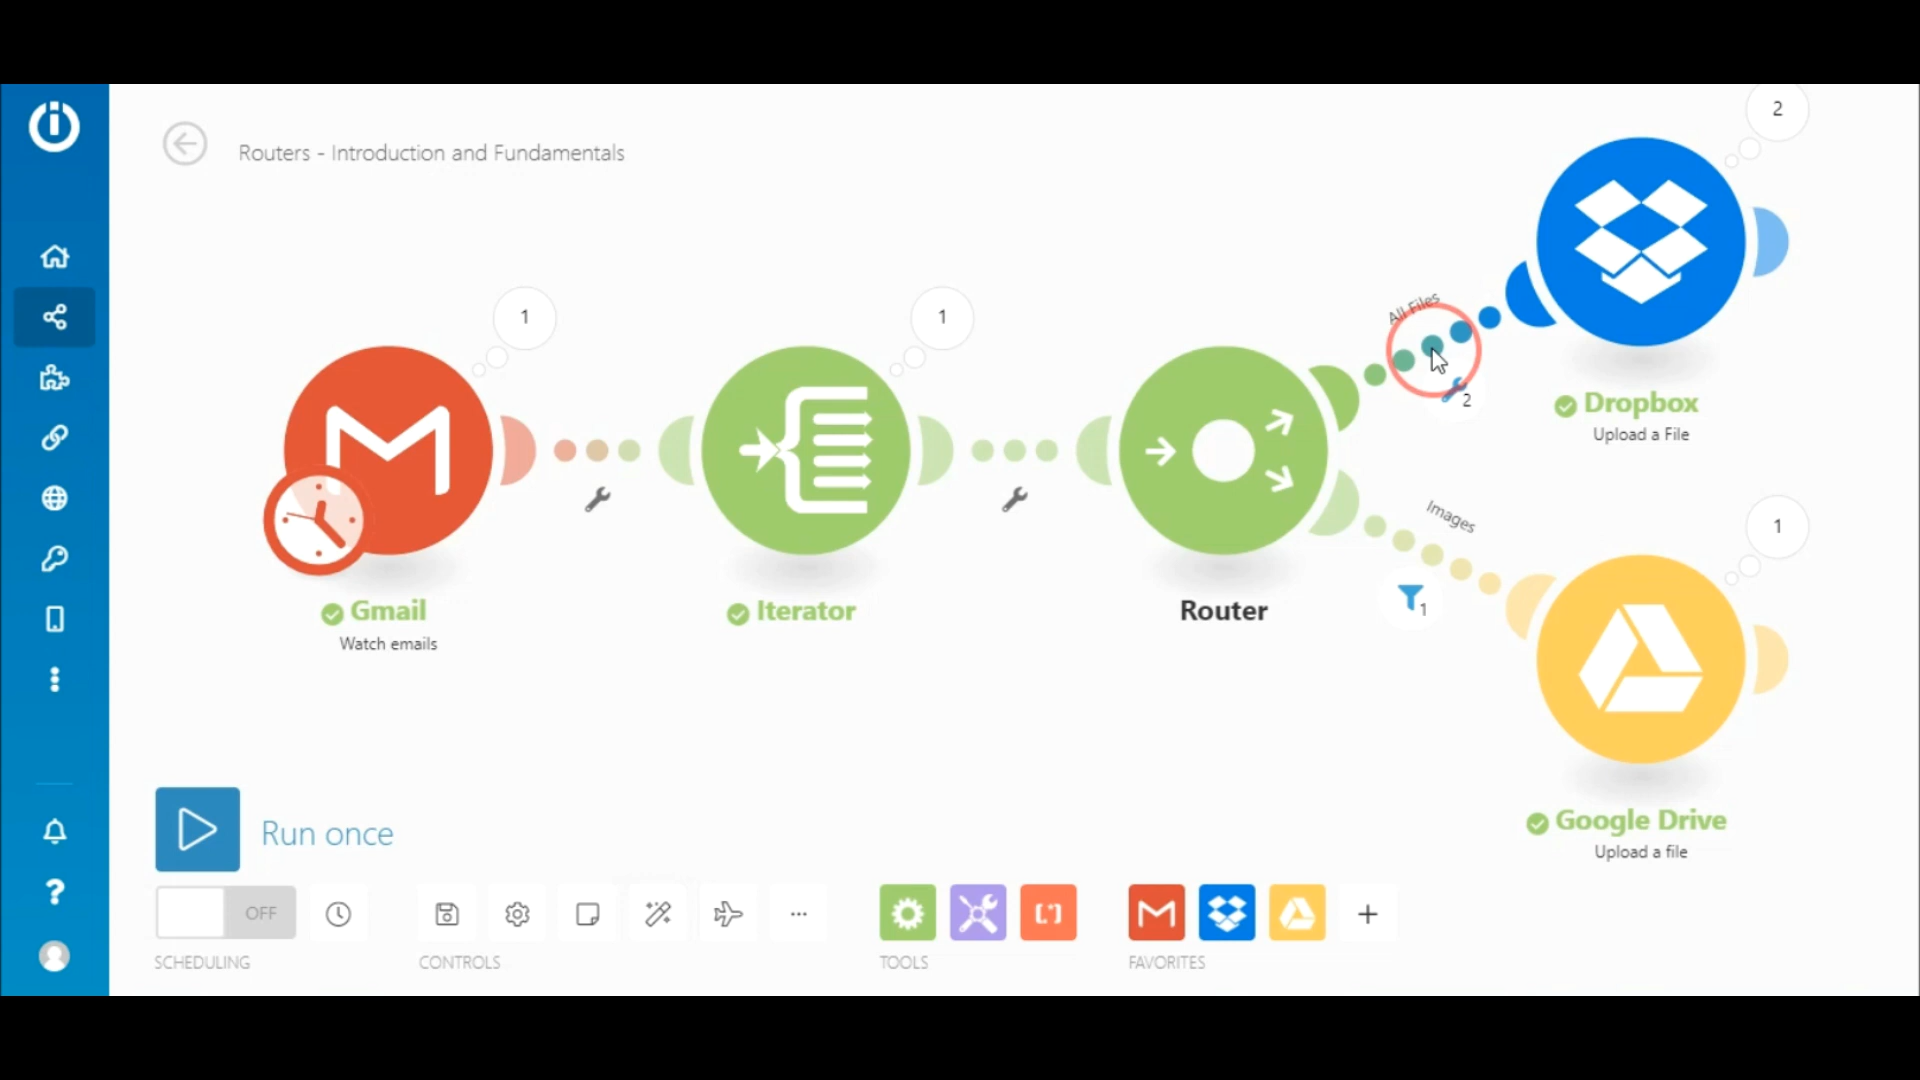 Routers - Introduction and Fundamentals
2
1
1
All Files
2
Dropbox
Upload a File
Images
1
1
Gmail
Watch emails
Iterator
Router
Google Drive
Upload a file
Run once
OFF
SCHEDULING
CONTROLS
TOOLS
FAVORITES